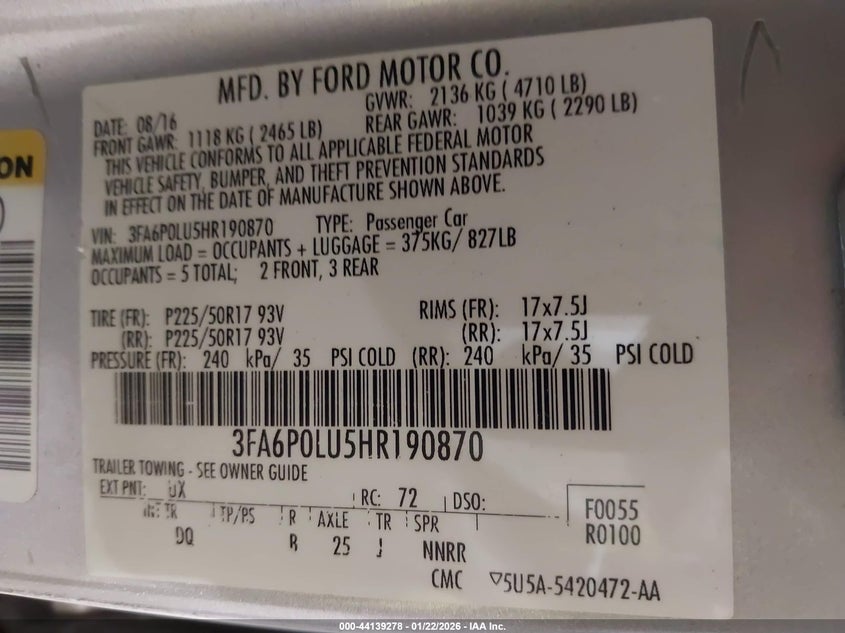 MFD. BY FORD MOTOR CO.
DATE: 08/16 GVWR: 2136 KG ( 4710 LB)
FRONT GAWR: 1118 KG ( 2465 LB) REAR GAWR: 1039 KG ( 2290 LB)
THIS VEHICLE CONFORMS TO ALL APPLICABLE FEDERAL MOTOR
VEHICLE SAFETY, BUMPER, AND THEFT PREVENTION STANDARDS
IN EFFECT ON THE DATE OF MANUFACTURE SHOWN ABOVE.
VIN: 3FA6P0LU5HR190870 TYPE: Passenger Car
MAXIMUM LOAD = OCCUPANTS + LUGGAGE = 375KG/ 827LB
OCCUPANTS = 5 TOTAL; 2 FRONT, 3 REAR
TIRE (FR): P225/50R17 93V RIMS (FR): 17x7.5J
(RR): P225/50R17 93V (RR): 17x7.5J
PRESSURE (FR): 240 kPa/ 35 PSI COLD (RR): 240 kPa/ 35 PSI COLD
3FA6P0LU5HR190870
TRAILER TOWING - SEE OWNER GUIDE
EXT PNT: UX RC: 72 DSO: F0055
R0100
INT TR TP/PS R AXLE TR SPR
DQ B 25 J NNRR
CMC ▽5U5A-5420472-AA
ON
000-44139278 - 01/22/2026 - IAA Inc.